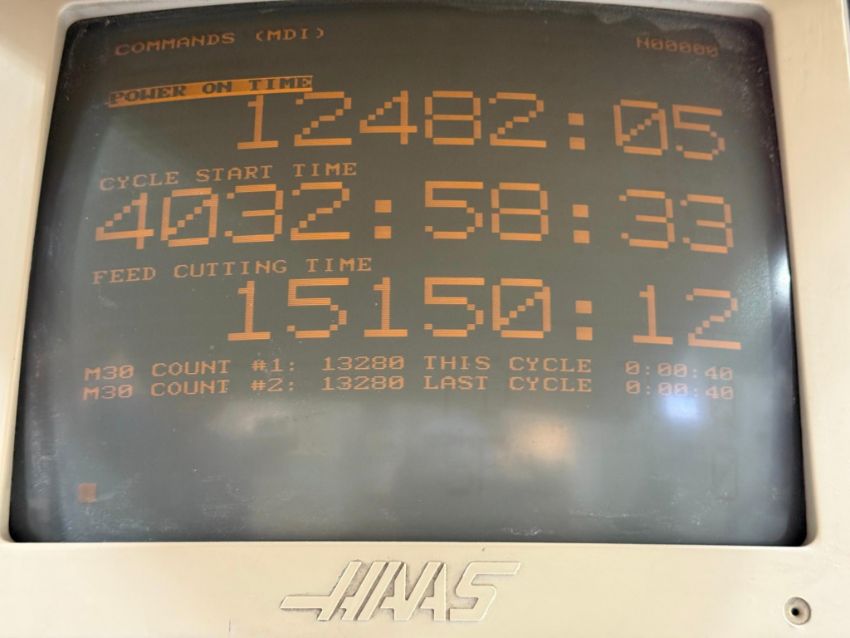 COMMANDS (MDI)
N00000
POWER ON TIME
12482:05
CYCLE START TIME
4032:58:33
FEED CUTTING TIME
15150:12
M30 COUNT #1: 13280 THIS CYCLE 0:00:40
M30 COUNT #2: 13280 LAST CYCLE 0:00:40
HAAS